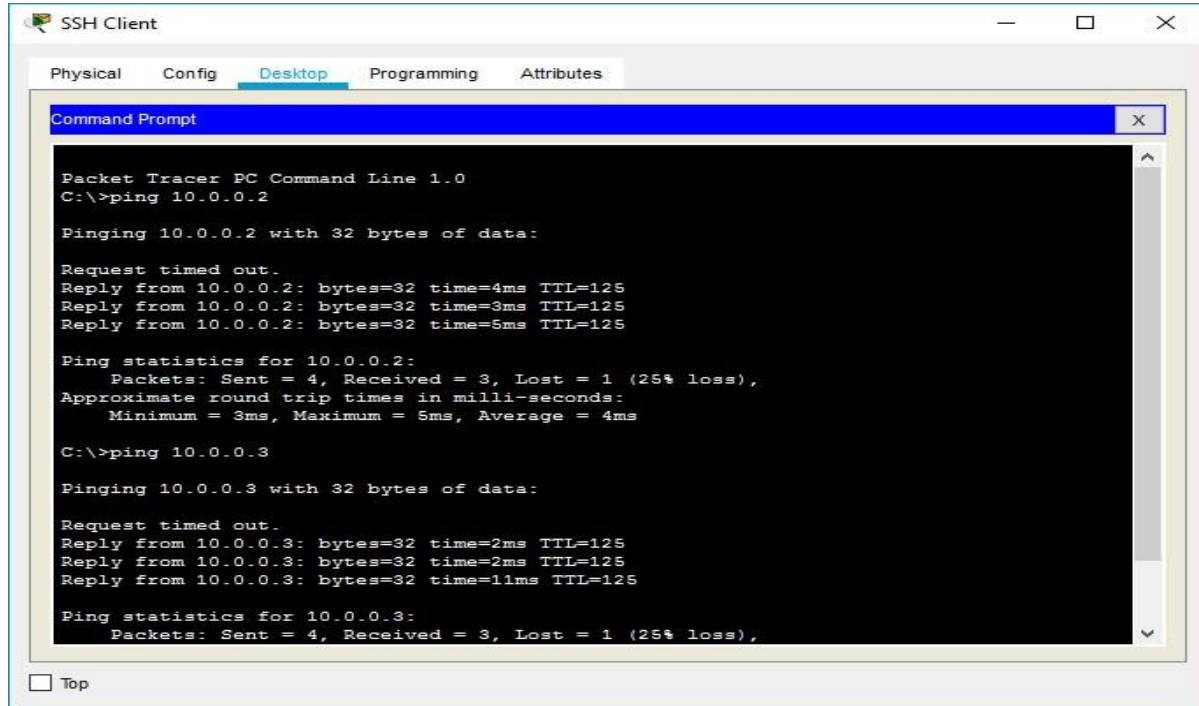 SSH Client
Physical Config Desktop Programming Attributes
Command Prompt X
Packet Tracer PC Command Line 1.0
C:\>ping 10.0.0.2
Pinging 10.0.0.2 with 32 bytes of data:
Request timed out.
Reply from 10.0.0.2: bytes=32 time=4ms TTL=125
Reply from 10.0.0.2: bytes=32 time=3ms TTL=125
Reply from 10.0.0.2: bytes=32 time=5ms TTL=125
Ping statistics for 10.0.0.2:
Packets: Sent = 4, Received = 3, Lost = 1 (25% loss),
Approximate round trip times in milli-seconds:
Minimum = 3ms, Maximum = 5ms, Average = 4ms
C:\>ping 10.0.0.3
Pinging 10.0.0.3 with 32 bytes of data:
Request timed out.
Reply from 10.0.0.3: bytes=32 time=2ms TTL=125
Reply from 10.0.0.3: bytes=32 time=2ms TTL=125
Reply from 10.0.0.3: bytes=32 time=11ms TTL=125
Ping statistics for 10.0.0.3:
Packets: Sent = 4, Received = 3, Lost = 1 (25% loss),
Top